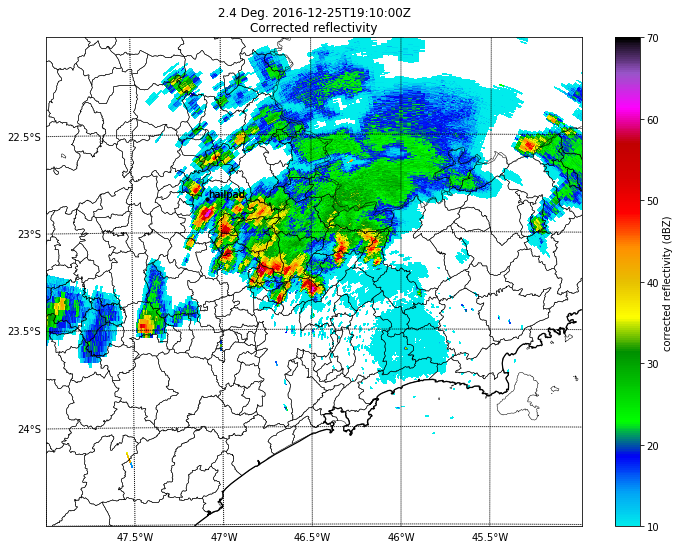 2.4 Deg. 2016-12-25T19:10:00Z
Corrected reflectivity
70
60
50
40
30
20
10
corrected reflectivity (dBZ)
22.5°S
23°S
23.5°S
24°S
hailpad
47.5°W
47°W
46.5°W
46°W
45.5°W